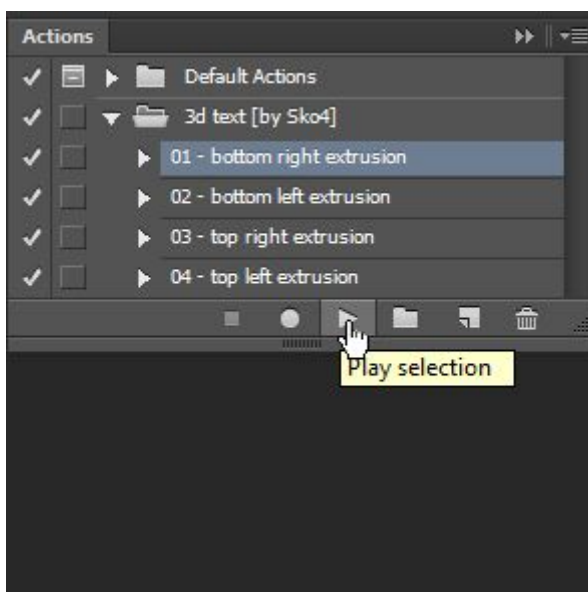 Actions
Default Actions
3d text [by Sko4]
01 - bottom right extrusion
02 - bottom left extrusion
03 - top right extrusion
04 - top left extrusion
Play selection